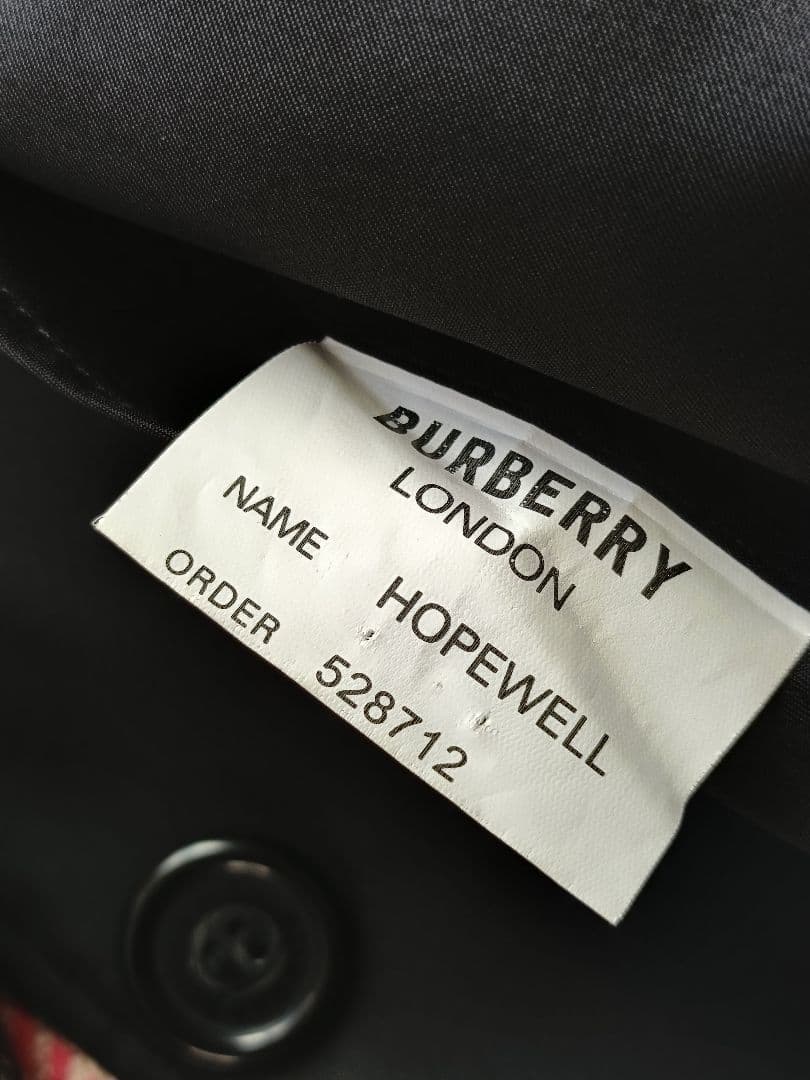 BURBERRY
LONDON
NAME HOPEWELL
ORDER 528712